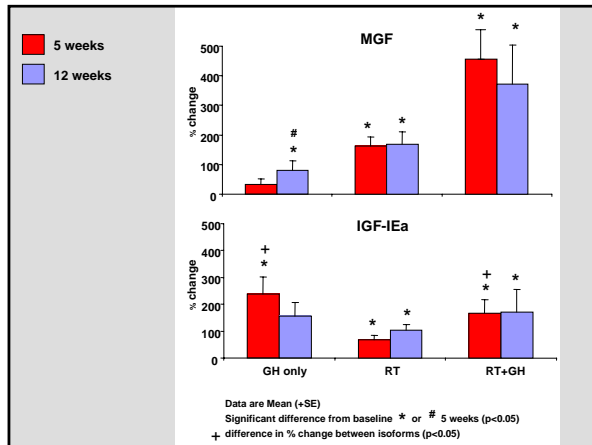 5 weeks
12 weeks
MGF
% change
500
400
300
200
100
0
* # * * * *
IGF-IEa
% change
500
400
300
200
100
0
+ * * * + * *
GH only RT RT+GH
Data are Mean (+SE)
Significant difference from baseline * or # 5 weeks (p<0.05)
+ difference in % change between isoforms (p<0.05)